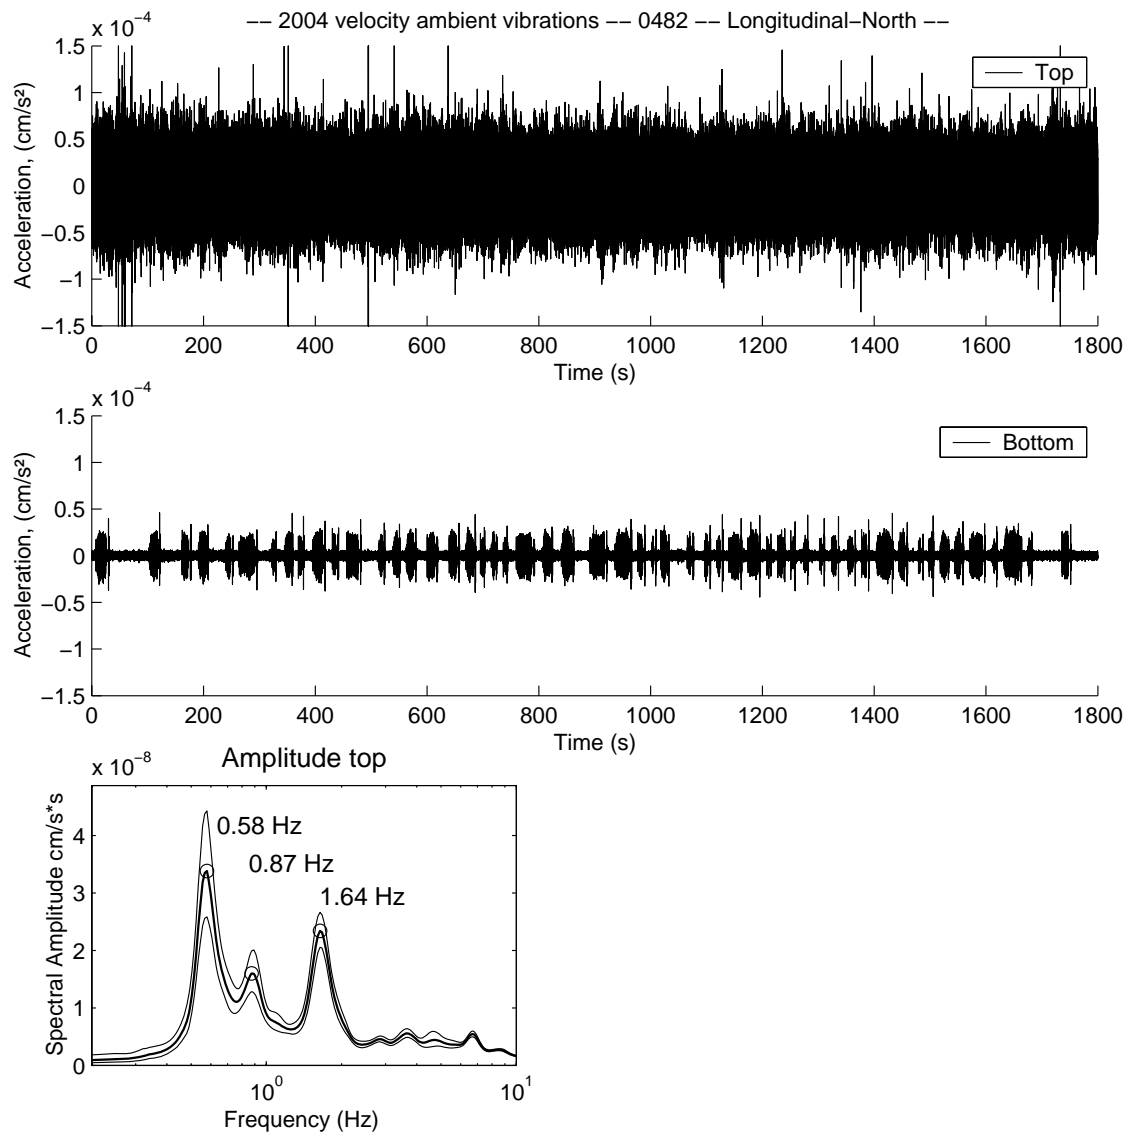 −− 2004 velocity ambient vibrations −− 0482 −− Longitudinal−North −−
x 10−4
1.5
1
0.5
0
−0.5
−1
−1.5
Acceleration, (cm/s²)
Top
0 200 400 600 800 1000 1200 1400 1600 1800
Time (s)
x 10−4
1.5
1
0.5
0
−0.5
−1
−1.5
Acceleration, (cm/s²)
Bottom
0 200 400 600 800 1000 1200 1400 1600 1800
Time (s)
Amplitude top
x 10−8
4
3
2
1
0
Spectral Amplitude cm/s*s
0.58 Hz
0.87 Hz
1.64 Hz
10⁰ 10¹
Frequency (Hz)